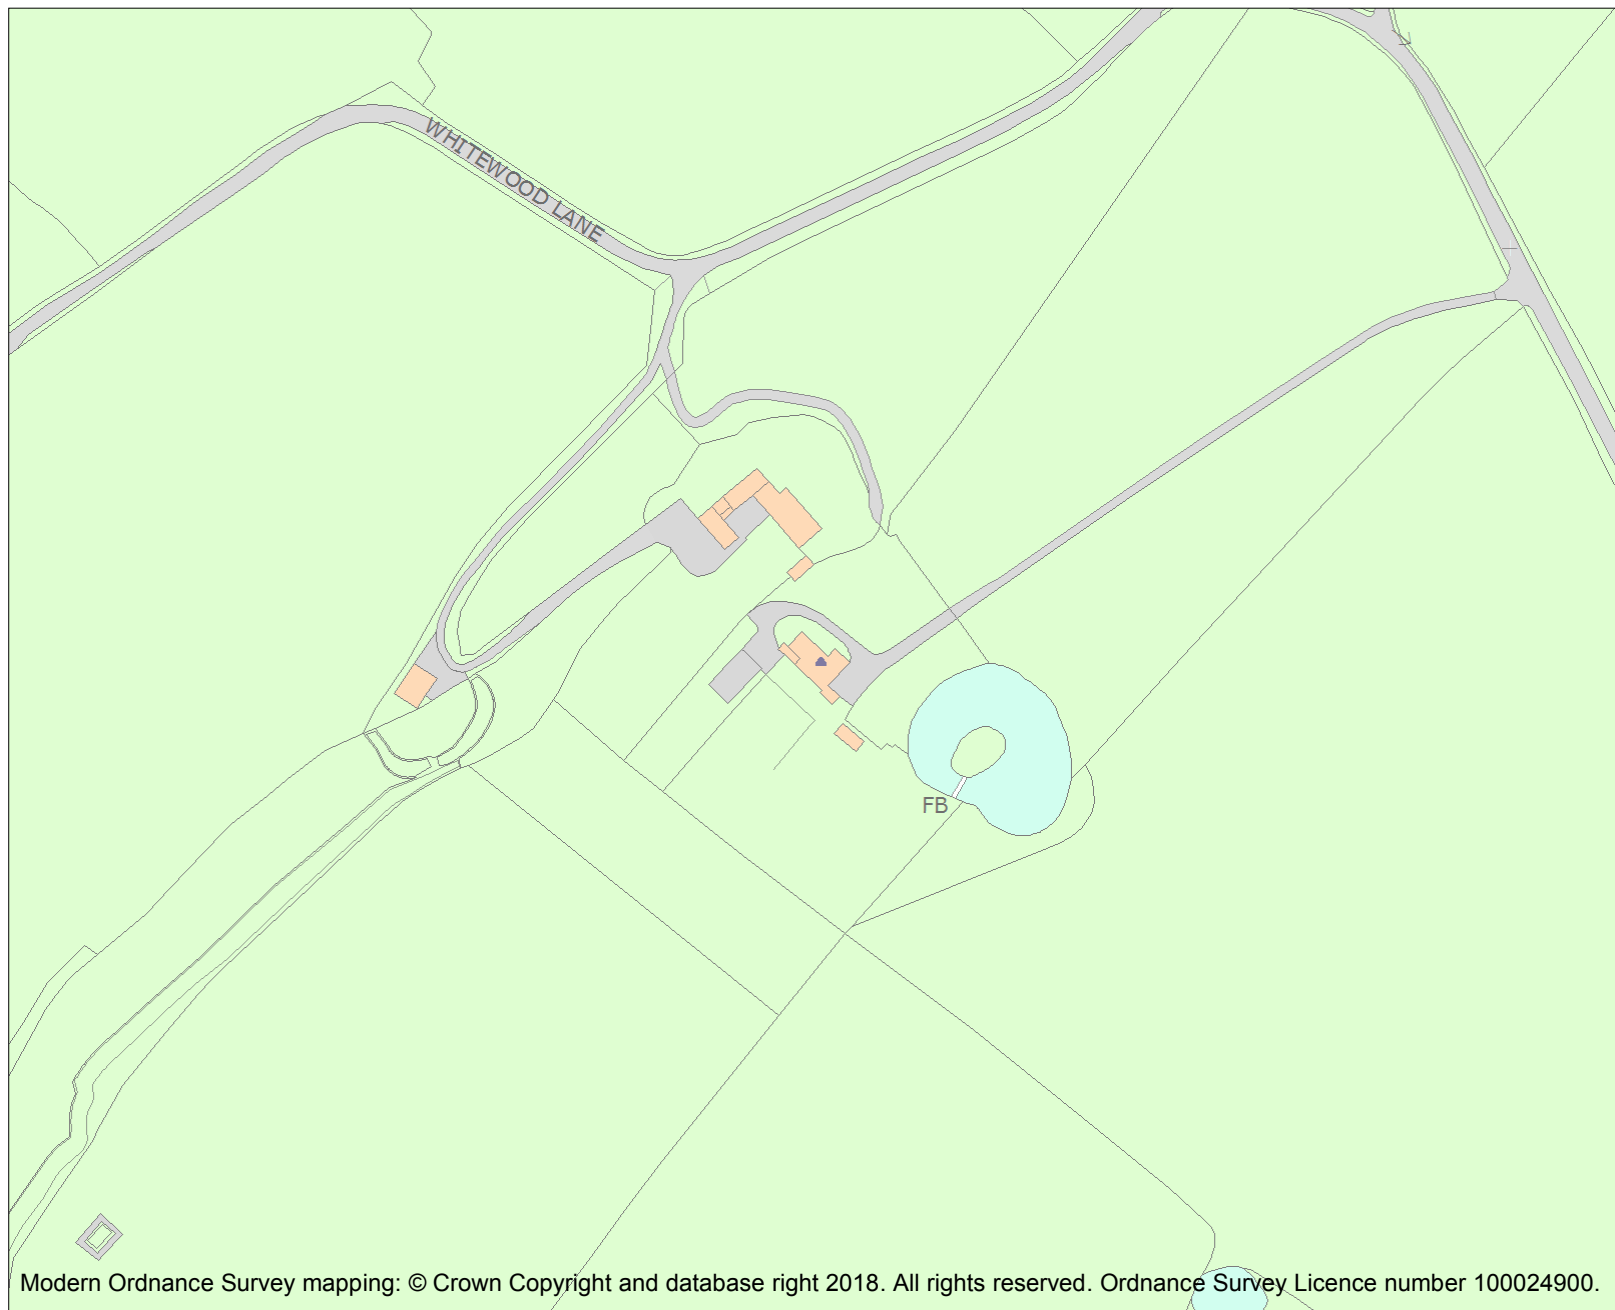 WHITEWOOD LANE
FB
Modern Ordnance Survey mapping: © Crown Copyright and database right 2018. All rights reserved. Ordnance Survey Licence number 100024900.